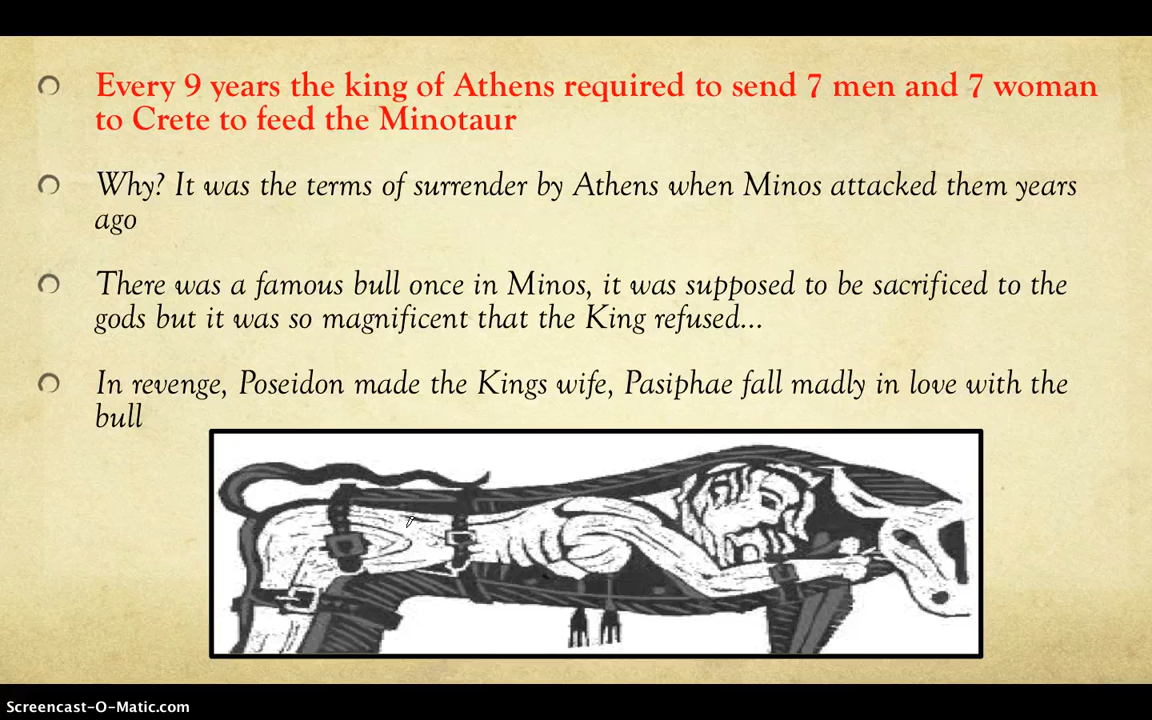 Every 9 years the king of Athens required to send 7 men and 7 woman
to Crete to feed the Minotaur
Why? It was the terms of surrender by Athens when Minos attacked them years
ago
There was a famous bull once in Minos, it was supposed to be sacrificed to the
gods but it was so magnificent that the King refused...
In revenge, Poseidon made the Kings wife, Pasiphae fall madly in love with the
bull
Screencast-O-Matic.com